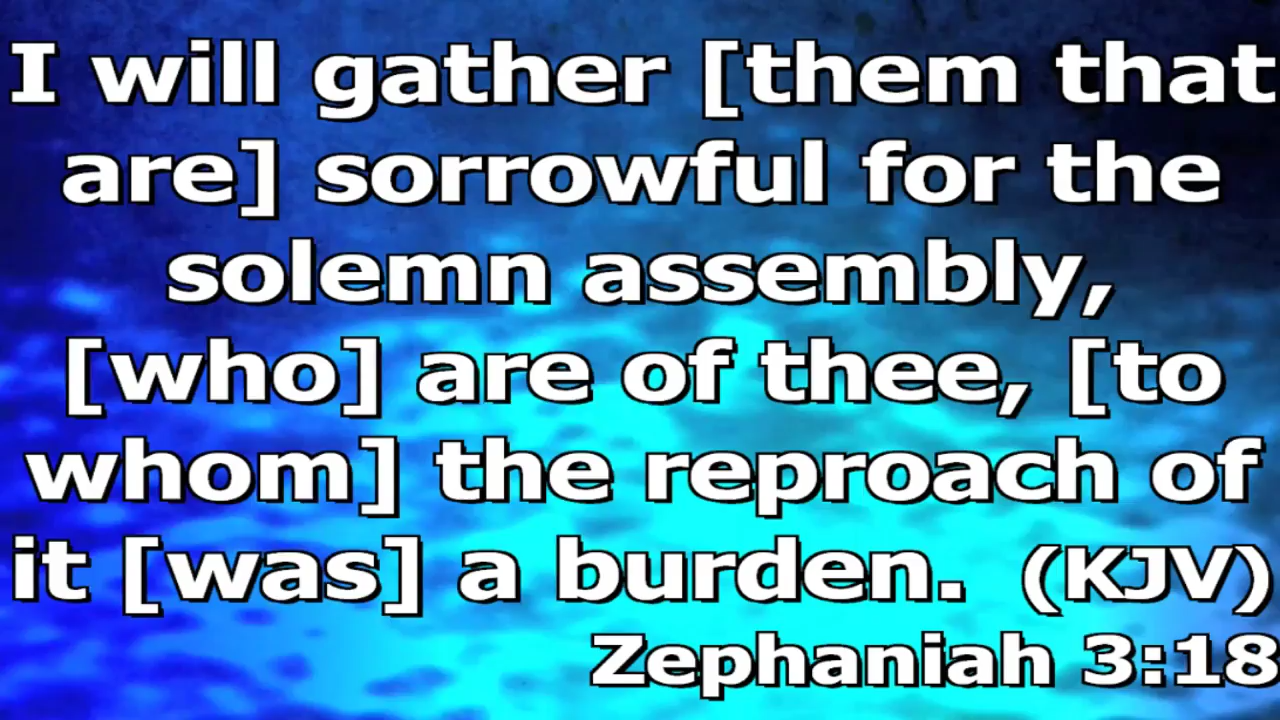 I will gather [them that
are] sorrowful for the
solemn assembly,
[who] are of thee, [to
whom] the reproach of
it [was] a burden.  (KJV)
Zephaniah 3:18